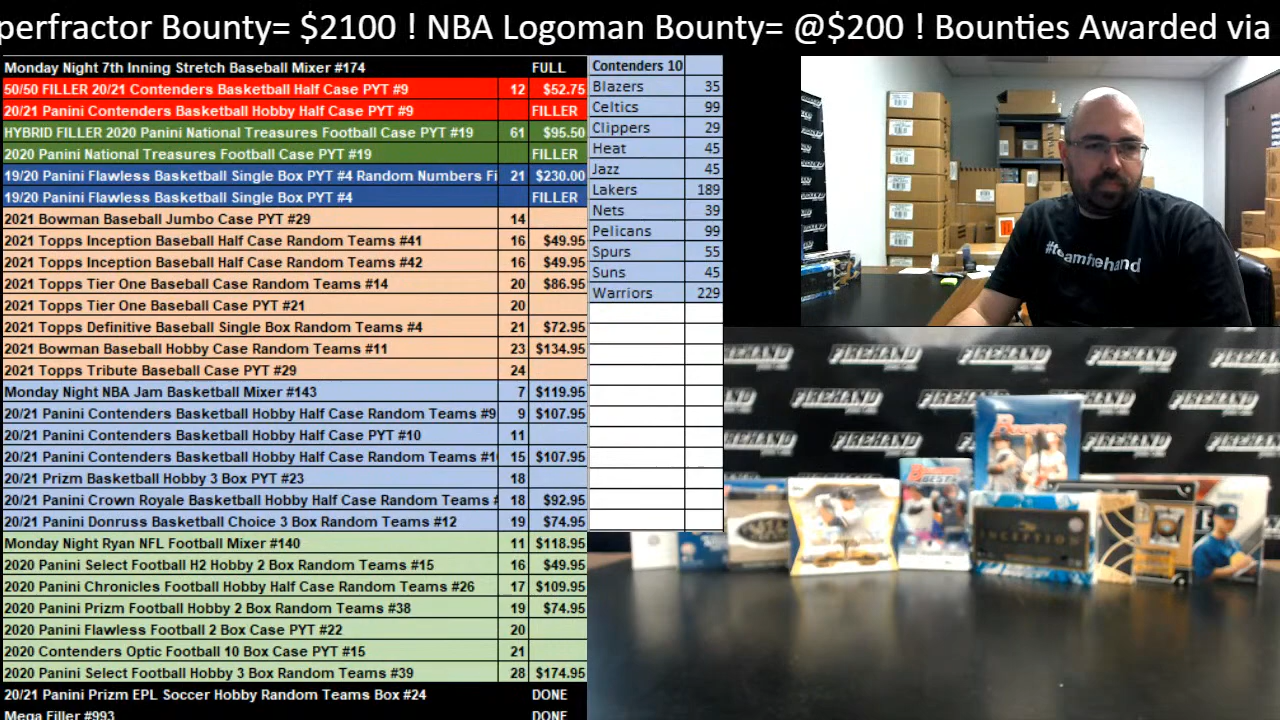 perfractor Bounty= $2100 ! NBA Logoman Bounty= @$200 ! Bounties Awarded via
Monday Night 7th Inning Stretch Baseball Mixer #174 FULL
50/50 FILLER 20/21 Contenders Basketball Half Case PYT #9 12 $52.75
20/21 Panini Contenders Basketball Hobby Half Case PYT #9 FILLER
HYBRID FILLER 2020 Panini National Treasures Football Case PYT #19 61 $95.50
2020 Panini National Treasures Football Case PYT #19 FILLER
19/20 Panini Flawless Basketball Single Box PYT #4 Random Numbers Fi 21 $230.00
19/20 Panini Flawless Basketball Single Box PYT #4 FILLER
2021 Bowman Baseball Jumbo Case PYT #29 14
2021 Topps Inception Baseball Half Case Random Teams #41 16 $49.95
2021 Topps Inception Baseball Half Case Random Teams #42 16 $49.95
2021 Topps Tier One Baseball Case Random Teams #14 20 $86.95
2021 Topps Tier One Baseball Case PYT #21 20
2021 Topps Definitive Baseball Single Box Random Teams #4 21 $72.95
2021 Bowman Baseball Hobby Case Random Teams #11 23 $134.95
2021 Topps Tribute Baseball Case PYT #29 24
Monday Night NBA Jam Basketball Mixer #143 7 $119.95
20/21 Panini Contenders Basketball Hobby Half Case Random Teams #9 9 $107.95
20/21 Panini Contenders Basketball Hobby Half Case PYT #10 11
20/21 Panini Contenders Basketball Hobby Half Case Random Teams #1 15 $107.95
20/21 Prizm Basketball Hobby 3 Box PYT #23 18
20/21 Panini Crown Royale Basketball Hobby Half Case Random Teams # 18 $92.95
20/21 Panini Donruss Basketball Choice 3 Box Random Teams #12 19 $74.95
Monday Night Ryan NFL Football Mixer #140 11 $118.95
2020 Panini Select Football H2 Hobby 2 Box Random Teams #15 16 $49.95
2020 Panini Chronicles Football Hobby Half Case Random Teams #26 17 $109.95
2020 Panini Prizm Football Hobby 2 Box Random Teams #38 19 $74.95
2020 Panini Flawless Football 2 Box Case PYT #22 20
2020 Contenders Optic Football 10 Box Case PYT #15 21
2020 Panini Select Football Hobby 3 Box Random Teams #39 28 $174.95
20/21 Panini Prizm EPL Soccer Hobby Random Teams Box #24 DONE
Mega Filler #993 DONE
Contenders 10
Blazers 35
Celtics 99
Clippers 29
Heat 45
Jazz 45
Lakers 189
Nets 39
Pelicans 99
Spurs 55
Suns 45
Warriors 229
#teamfirehand
FIREHAND FIREHAND FIREHAND FIREHAND
FIREHAND FIREHAND FIREHAND FIREHAND
FIREHAND FIREHAND FIREHAND
Bowman
INCEPTION